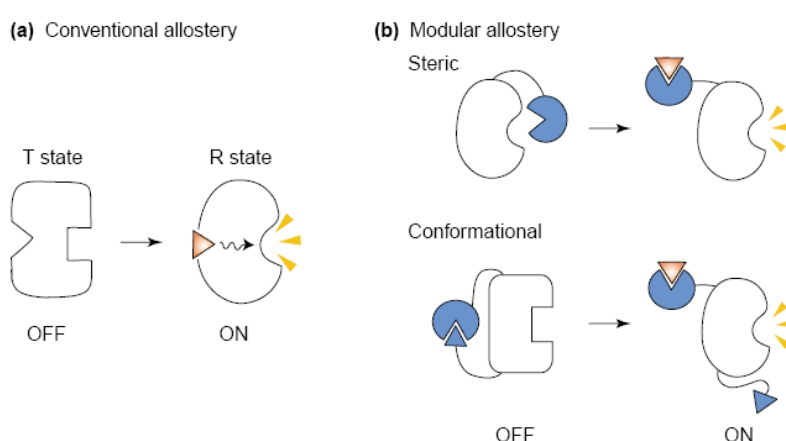 (a) Conventional allostery
T state
R state
OFF
ON
(b) Modular allostery
Steric
Conformational
OFF
ON